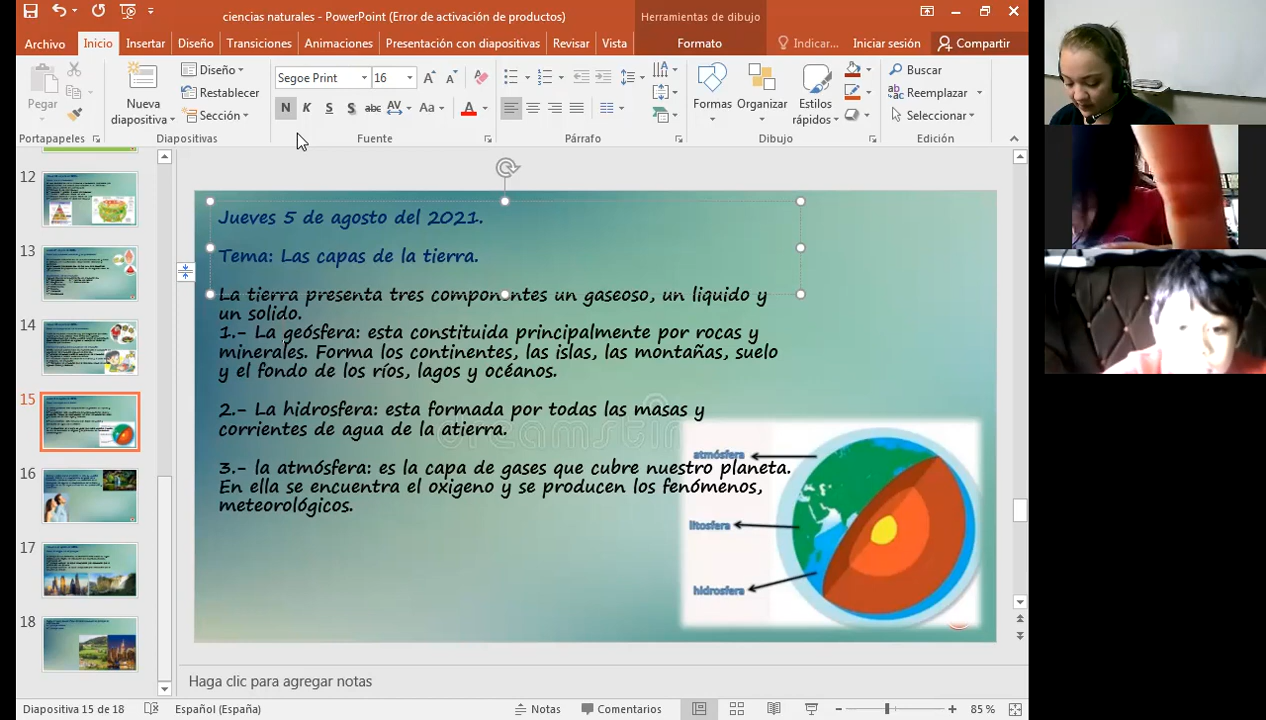 ciencias naturales - PowerPoint (Error de activación de productos)
Herramientas de dibujo
Archivo
Inicio
Insertar
Diseño
Transiciones
Animaciones
Presentación con diapositivas
Revisar
Vista
Formato
Indicar...
Iniciar sesión
Compartir
Pegar
Nueva
diapositiva
Diseño
Restablecer
Sección
Segoe Print
16
N K S S abc AV Aa A
Formas
Organizar
Estilos
rápidos
Buscar
Reemplazar
Seleccionar
Portapapeles
Diapositivas
Fuente
Párrafo
Dibujo
Edición
12
13
14
15
16
17
18
Jueves 5 de agosto del 2021.
Tema: Las capas de la tierra.
La tierra presenta tres componentes un gaseoso, un liquido y
un solido.
1.- La geósfera: esta constituida principalmente por rocas y
minerales. Forma los continentes, las islas, las montañas, suelo
y el fondo de los ríos, lagos y océanos.
2.- La hidrosfera: esta formada por todas las masas y
corrientes de agua de la atierra.
3.- la atmósfera: es la capa de gases que cubre nuestro planeta.
En ella se encuentra el oxigeno y se producen los fenómenos,
meteorológicos.
atmósfera
litosfera
hidrosfera
dreamstime
Haga clic para agregar notas
Diapositiva 15 de 18
Español (España)
Notas
Comentarios
85 %